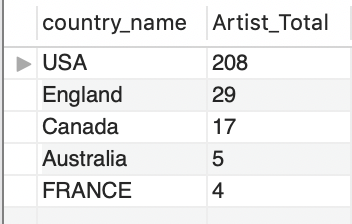 country_name Artist_Total
USA 208
England 29
Canada 17
Australia 5
FRANCE 4